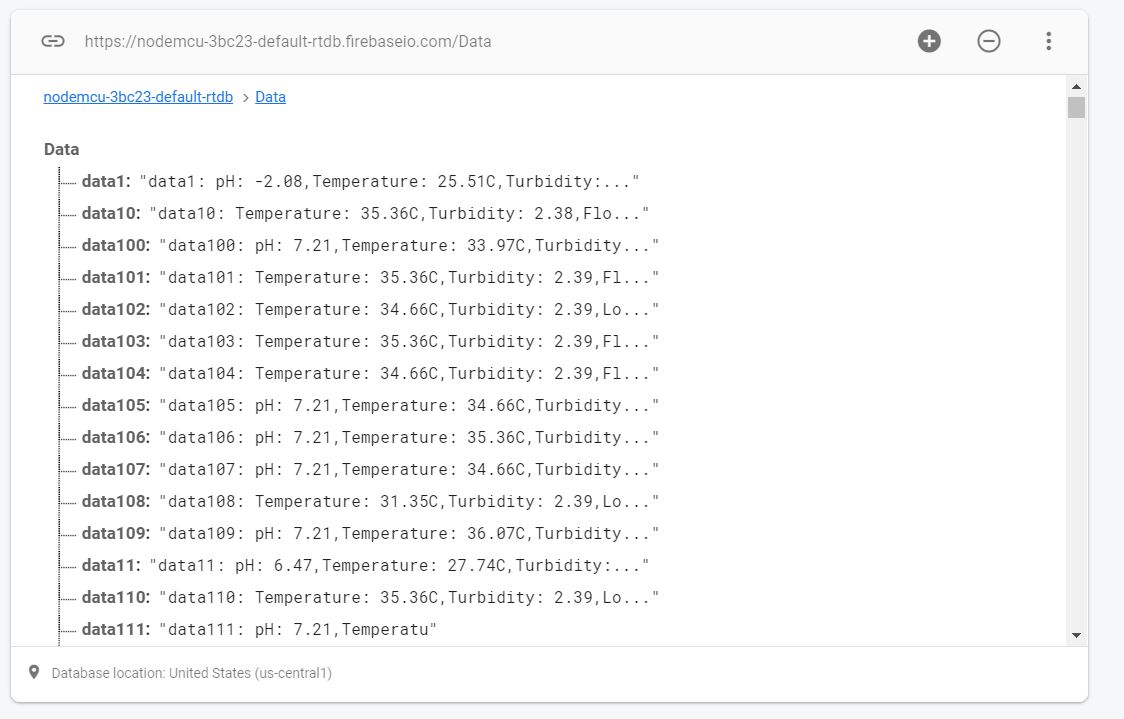 https://nodemcu-3bc23-default-rtdb.firebaseio.com/Data
nodemcu-3bc23-default-rtdb > Data
Data
data1: "data1: pH: -2.08,Temperature: 25.51C,Turbidity:..."
data10: "data10: Temperature: 35.36C,Turbidity: 2.38,Flo..."
data100: "data100: pH: 7.21,Temperature: 33.97C,Turbidity..."
data101: "data101: Temperature: 35.36C,Turbidity: 2.39,Fl..."
data102: "data102: Temperature: 34.66C,Turbidity: 2.39,Lo..."
data103: "data103: Temperature: 35.36C,Turbidity: 2.39,Fl..."
data104: "data104: Temperature: 34.66C,Turbidity: 2.39,Fl..."
data105: "data105: pH: 7.21,Temperature: 34.66C,Turbidity..."
data106: "data106: pH: 7.21,Temperature: 35.36C,Turbidity..."
data107: "data107: pH: 7.21,Temperature: 34.66C,Turbidity..."
data108: "data108: Temperature: 31.35C,Turbidity: 2.39,Lo..."
data109: "data109: pH: 7.21,Temperature: 36.07C,Turbidity..."
data11: "data11: pH: 6.47,Temperature: 27.74C,Turbidity:..."
data110: "data110: Temperature: 35.36C,Turbidity: 2.39,Lo..."
data111: "data111: pH: 7.21,Temperatu"
Database location: United States (us-central1)